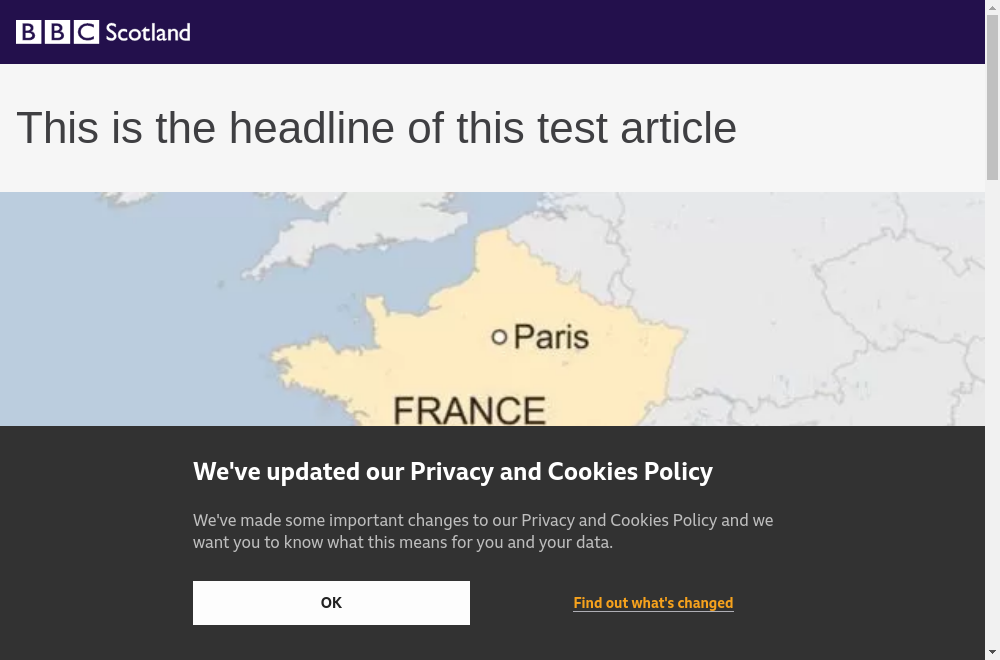 BBC Scotland
This is the headline of this test article
Paris
FRANCE
We've updated our Privacy and Cookies Policy
We've made some important changes to our Privacy and Cookies Policy and we
want you to know what this means for you and your data.
OK
Find out what's changed